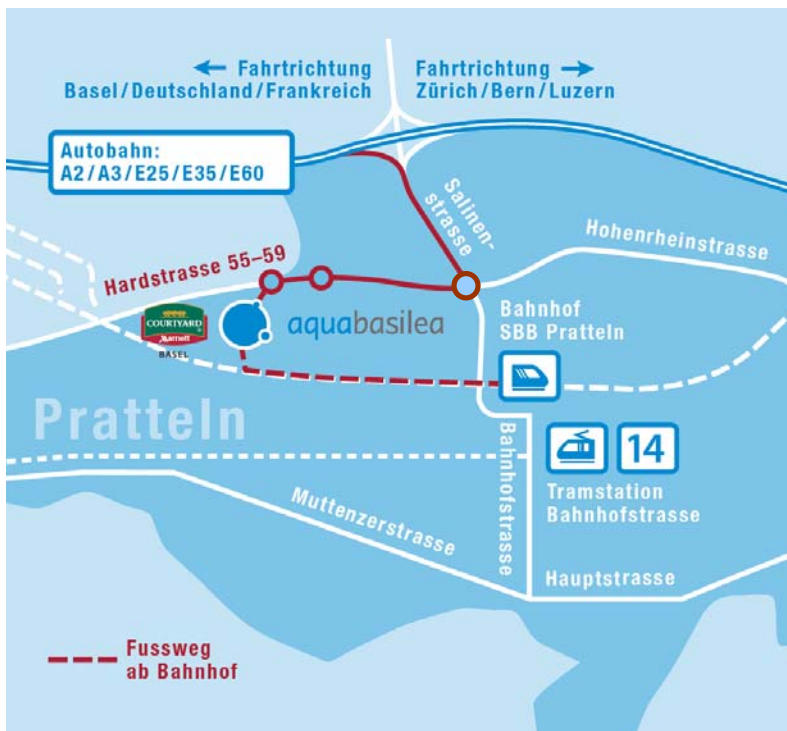 ← Fahrtrichtung
Basel/Deutschland/Frankreich
Fahrtrichtung →
Zürich/Bern/Luzern
Autobahn:
A2/A3/E25/E35/E60
Salinen-
strasse
Hohenrheinstrasse
Hardstrasse 55–59
COURTYARD
Marriott
BASEL
aquabasilea
Bahnhof
SBB Pratteln
Pratteln
Bahnhofstrasse
14
Tramstation
Bahnhofstrasse
Muttenzerstrasse
Hauptstrasse
Fussweg
ab Bahnhof